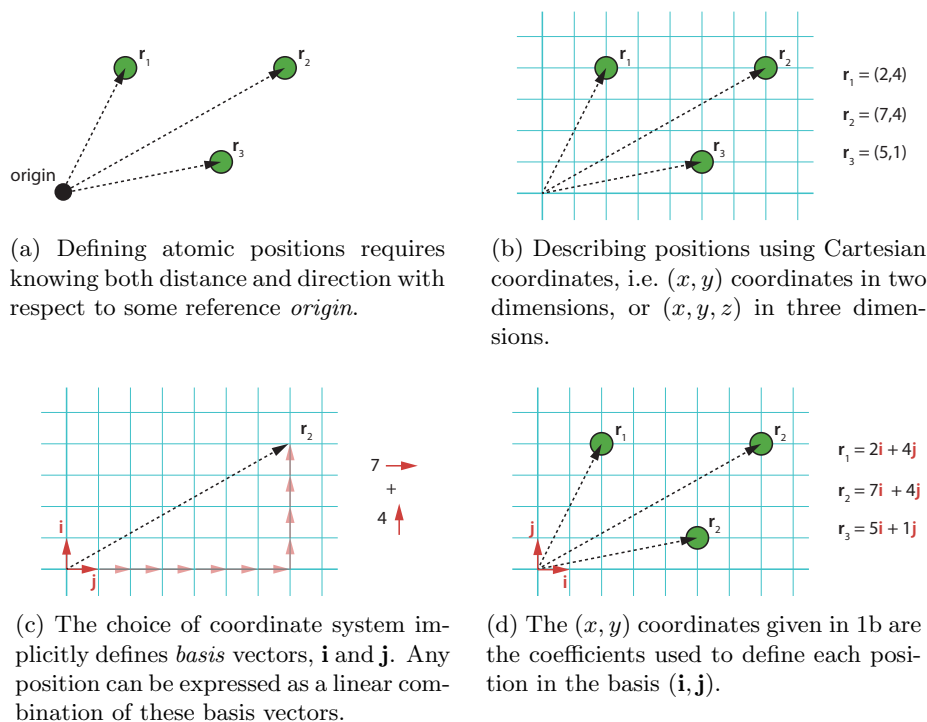 r1
r2
r3
origin
(a) Defining atomic positions requires
knowing both distance and direction with
respect to some reference origin.
r1
r2
r3
r1 = (2,4)
r2 = (7,4)
r3 = (5,1)
(b) Describing positions using Cartesian
coordinates, i.e. (x, y) coordinates in two
dimensions, or (x, y, z) in three dimen-
sions.
r2
i
j
7
+
4
(c) The choice of coordinate system im-
plicitly defines basis vectors, i and j. Any
position can be expressed as a linear com-
bination of these basis vectors.
r1
r2
r2
j
i
r1 = 2i + 4j
r2 = 7i + 4j
r3 = 5i + 1j
(d) The (x, y) coordinates given in 1b are
the coefficients used to define each posi-
tion in the basis (i, j).